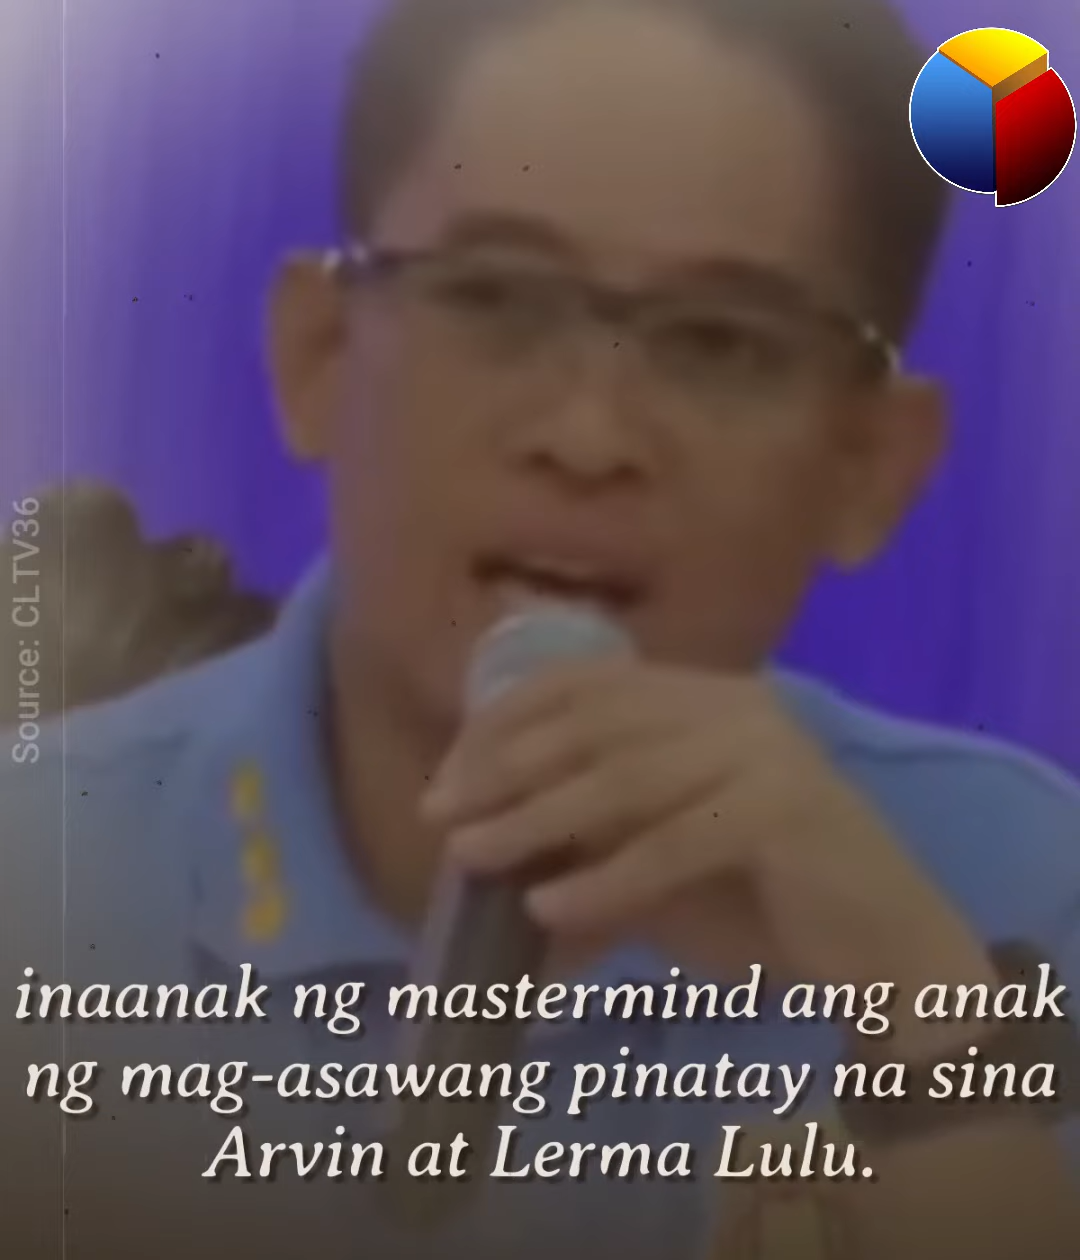 Source: CLTV36
inaanak ng mastermind ang anak
ng mag-asawang pinatay na sina
Arvin at Lerma Lulu.